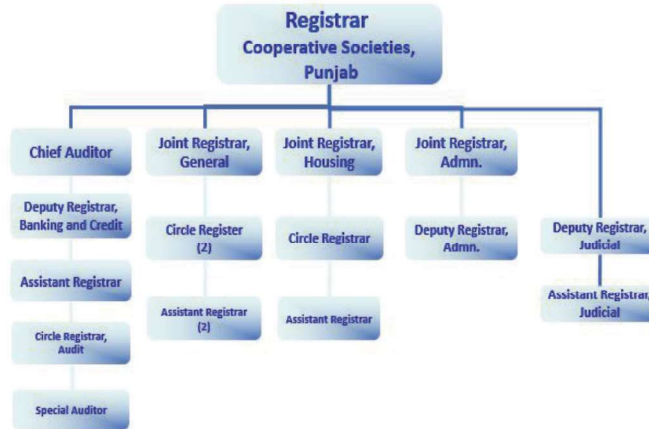 Registrar
Cooperative Societies,
Punjab
Chief Auditor
Joint Registrar,
General
Joint Registrar,
Housing
Joint Registrar,
Admn.
Deputy Registrar,
Banking and Credit
Circle Register
(2)
Circle Registrar
Deputy Registrar,
Admn.
Deputy Registrar,
Judicial
Assistant Registrar
Assistant Registrar
(2)
Assistant Registrar
Assistant Registrar,
Judicial
Circle Registrar,
Audit
Special Auditor